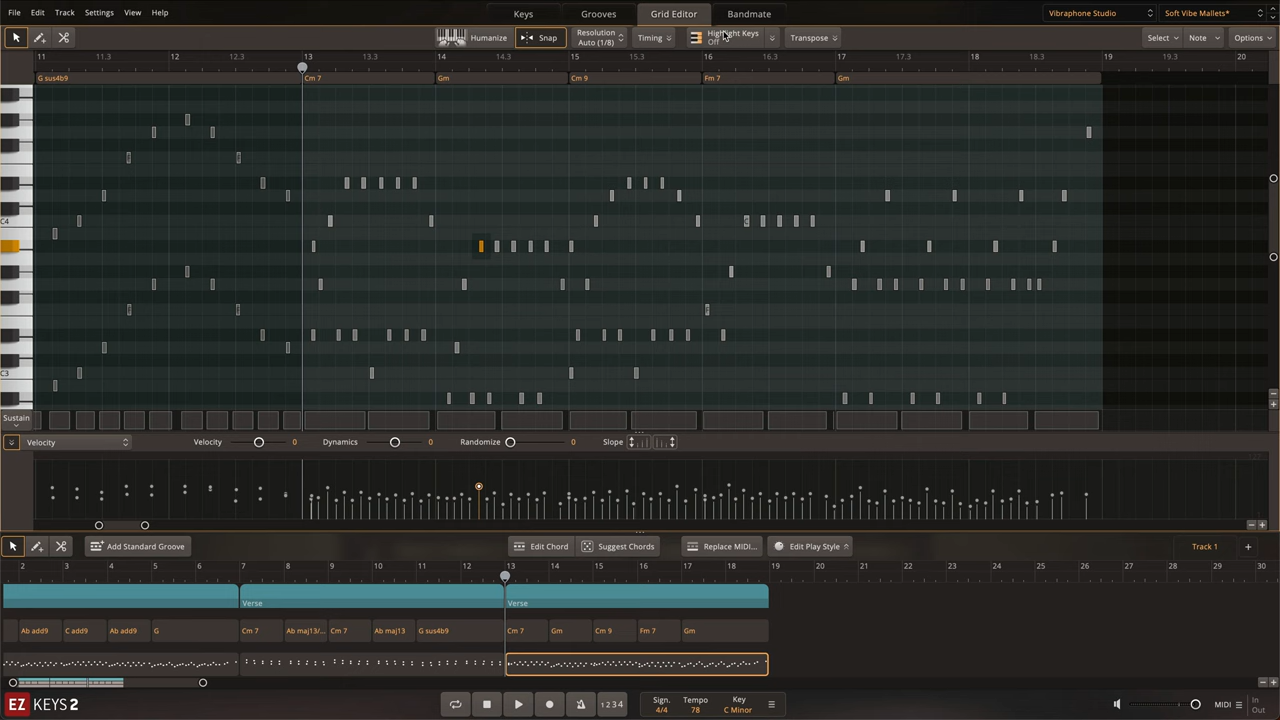 File Edit Track Settings View Help
Keys Grooves Grid Editor Bandmate
Vibraphone Studio Soft Vibe Mallets*
Humanize Snap Resolution Auto (1/8) Timing Highlight Keys Off Transpose Select Note Options
11 11.3 12 12.3 13 13.3 14 14.3 15 15.3 16 16.3 17 17.3 18 18.3 19 20
G sus4b9 Cm 7 Gm Cm 9 Fm 7 Gm
C4
C
C3
Sustain
Velocity Velocity 0 Dynamics 0 Randomize 0 Slope
Add Standard Groove Edit Chord Suggest Chords Replace MIDI... Edit Play Style Track 1 +
2 3 4 5 6 7 8 9 10 11 12 13 14 15 16 17 18 19 20 21 22 23 24 25 26 27 28 29 30
Verse Verse
Ab add9 C add9 Ab add9 G Cm 7 Ab maj13/... Cm 7 Ab maj13 G sus4b9 Cm 7 Gm Cm 9 Fm 7 Gm
EZ KEYS 2
1 2 3 4
Sign. Tempo Key
4/4 78 C Minor
MIDI In
Out